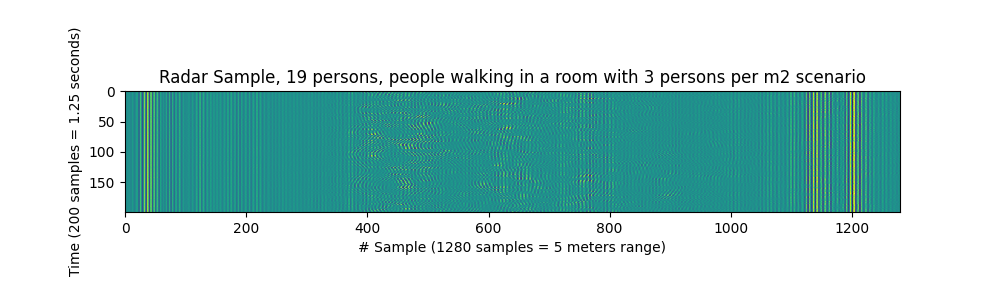 Radar Sample, 19 persons, people walking in a room with 3 persons per m2 scenario
Time (200 samples = 1.25 seconds)
0
50
100
150
0 200 400 600 800 1000 1200
# Sample (1280 samples = 5 meters range)